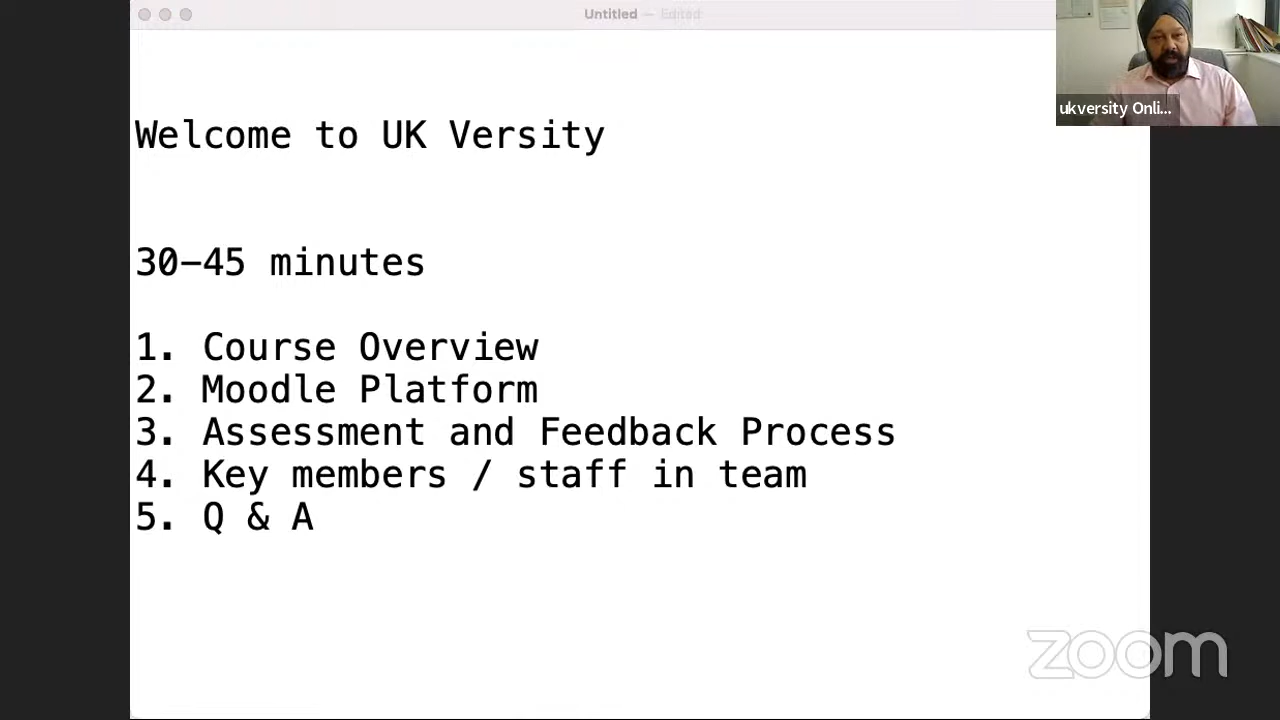 Untitled — Edited
ukversity Onli...
Welcome to UK Versity
30-45 minutes
1. Course Overview
2. Moodle Platform
3. Assessment and Feedback Process
4. Key members / staff in team
5. Q & A
zoom